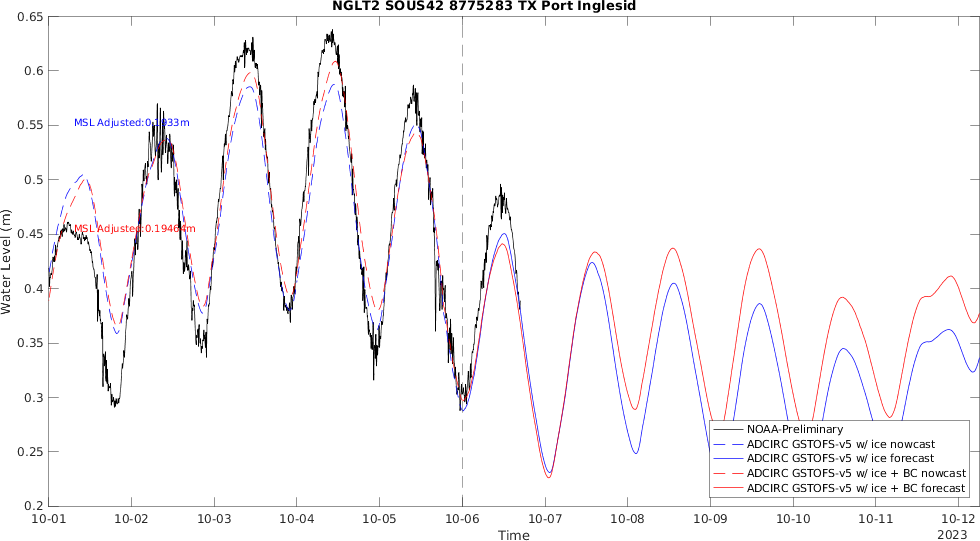 NGLT2 SOUS42 8775283 TX Port Inglesid
Water Level (m)
0.65
0.6
0.55
0.5
0.45
0.4
0.35
0.3
0.25
0.2
MSL Adjusted:0.1933m
MSL Adjusted:0.19464m
NOAA-Preliminary
ADCIRC GSTOFS-v5 w/ ice nowcast
ADCIRC GSTOFS-v5 w/ ice forecast
ADCIRC GSTOFS-v5 w/ ice + BC nowcast
ADCIRC GSTOFS-v5 w/ ice + BC forecast
10-01 10-02 10-03 10-04 10-05 10-06 10-07 10-08 10-09 10-10 10-11 10-12
Time
2023